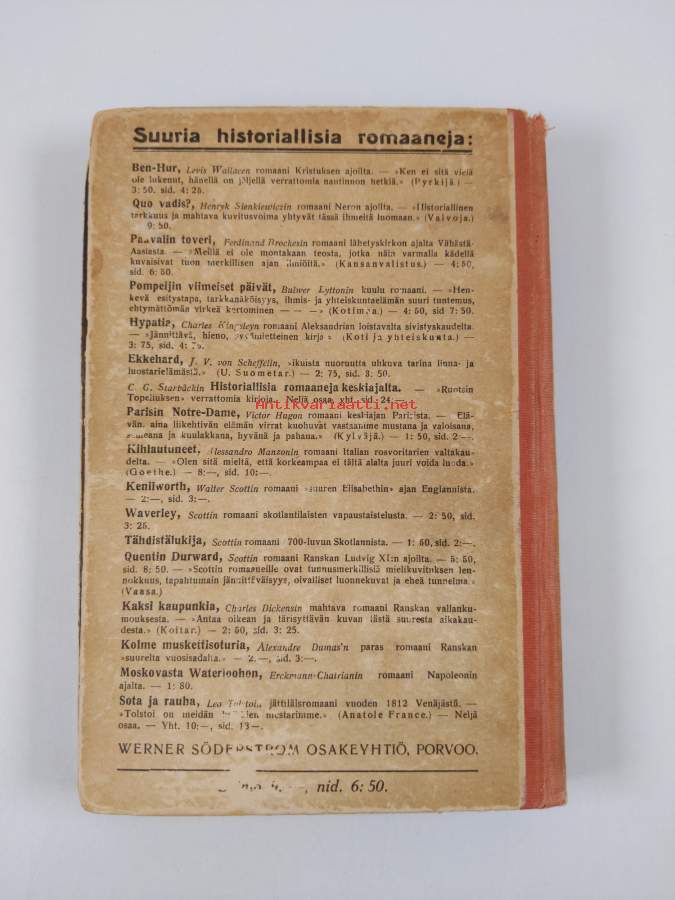 Suuria historiallisia romaaneja:
Ben-Hur, Levis Wallacen romaani Kristuksen ajoilta. — »Ken ei sitä vielä
ole lukenut, hänellä on jäljellä verrattomia nautinnon hetkiä.» (Pyrkijä.) —
3: 50, sid. 4: 25.
Quo vadis?, Henryk Sienkiewiczin romaani Neron ajoilta. — »Historiallinen
tarkkuus ja mahtava kuvitusvoima yhtyvät tässä ihmeitä luomaan.» (Valvoja.)
9: 50.
Paavalin toveri, Ferdinand Brockesin romaani lähetyskirkon ajalta Vähästä-
Aasiasta. — »Meillä ei ole montakaan teosta, jotka näin varmalla kädellä
kuvaisivat tuon merkillisen ajan ilmiöitä.» (Kansanvalistus.) — 4: 50,
sid. 6: 50.
Pompeijin viimeiset päivät, Bulwer Lyttonin kuulu romaani. — »Hen-
kevä esitystapa, tarkkanäköisyys, ihmis- ja yhteiskuntaelämän suuri tuntemus,
ehtymättömän virkeä kertominen — — —» (Kotimaa.) — 4: 50, sid 7: 50.
Hypatia, Charles Kingsleyn romaani Aleksandrian loistavalta sivistyskaudelta.
— »Jännittävä, hieno, syvämietteinen kirja.» (Koti ja yhteiskunta.) —
3: 75, sid. 4: 75.
Ekkehard, J. V. von Scheffelin, »ikuista nuoruutta uhkuva tarina linna- ja
luostarielämästä.» (U. Suometar.) — 2: 75, sid. 3: 50.
C. G. Starbäckin Historiallisia romaaneja keskiajalta. — »Ruotsin
Topeliuksen» verrattomia kirjoja. Neljä osaa, yht. sid. 24: —.
Antikvariaatti.net
Parisin Notre-Dame, Victor Hugon romaani keskiajan Parisista. — Elä-
vän, aina liikehtivän elämän virrat kuohuvat vastaamme mustana ja valoisana,
ja kuulakkana, hyvänä ja pahana.» (Kylväjä.) — 1: 50, sid. 2: —.
Kihlautuneet, Alessandro Manzonin romaani Italian rosvoritarien valtakau-
delta. — »Olen sitä mieltä, että korkeampaa ei tältä alalta juuri voida luoda.»
(Goethe.) — 8: —, sid. 10: —.
Kenilworth, Walter Scottin romaani »suuren Elisabethin» ajan Englannista.
— 2: —, sid. 3: —.
Waverley, Scottin romaani skotlantilaisten vapaustaistelusta. — 2: 50, sid.
3: 25.
Tähdistälukija, Scottin romaani 700-luvun Skotlannista. — 1: 50, sid. 2: —.
Quentin Durward, Scottin romaani Ranskan Ludvig XI:n ajoilta. — 5: 50,
sid. 8: 50. — »Scottin romaaneille ovat tunnusmerkillisiä mielikuvituksen len-
nokkuus, tapahtumain jännittäväisyys, oivalliset luonnekuvat ja eheä tunnelma.»
(Vaasa.)
Kaksi kaupunkia, Charles Dickensin mahtava romaani Ranskan vallanku-
mouksesta. — »Antaa oikean ja tärisyttävän kuvan tästä suuresta aikakau-
desta.» (Koitar.) — 2: 50, sid. 3: 25.
Kolme muskettisoturia, Alexandre Dumas'n paras romaani Ranskan
»suurelta vuosisadalta.» — 2, —, sid. 3: —.
Moskovasta Waterloohon, Erckmann-Chatrianin romaani Napoleonin
ajoilta. — 1: 80.
Sota ja rauha, Leo Tolstoin jättiläisromaani vuoden 1812 Venäjästä. —
»Tolstoi on meidän kaikkien mestarimme.» (Anatole France.) — Neljä
osaa. — Yht. 10: —, sid. 13 —.
WERNER SÖDERSTRÖM OSAKEYHTIÖ, PORVOO.
nid. 6: 50.